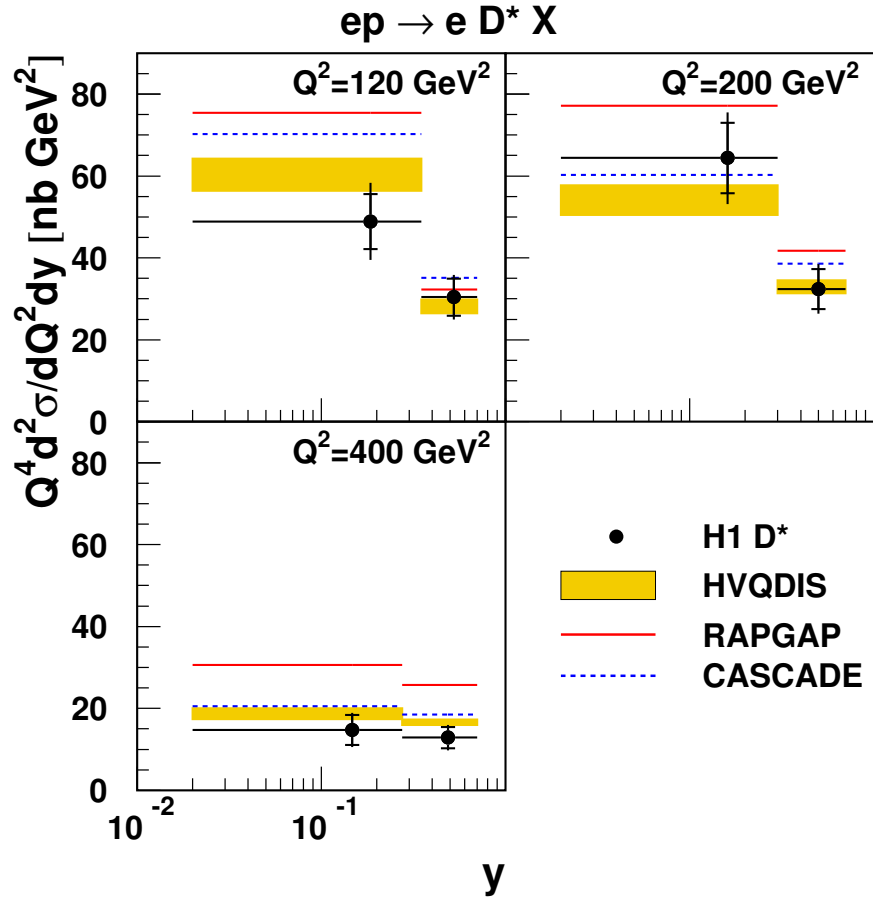 ep → e D* X
Q⁴d²σ/dQ²dy [nb GeV²]
Q²=120 GeV²
Q²=200 GeV²
80
60
40
20
0
Q²=400 GeV²
80
60
40
20
0
10⁻²
10⁻¹
y
H1 D*
HVQDIS
RAPGAP
CASCADE